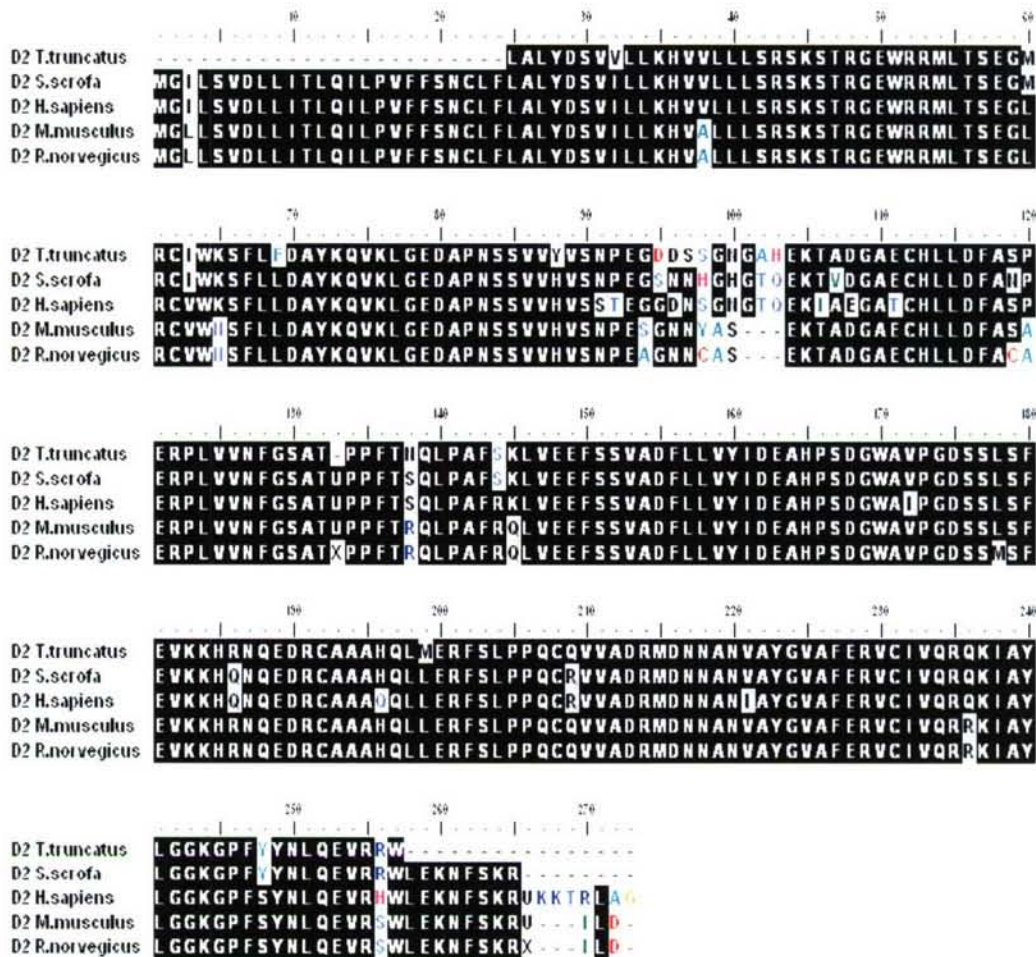 10 20 30 40 50 60
D2 T.truncatus ------------------------LALYDSVVLLKHVVLLLSRSKSTRGEWRRMLTSEGM
D2 S.scrofa MGILSVDLLITLQILPVFFSNCLFLALYDSVILLKHVVLLLSRSKSTRGEWRRMLTSEGM
D2 H.sapiens MGILSVDLLITLQILPVFFSNCLFLALYDSVILLKHVVLLLSRSKSTRGEWRRMLTSEGL
D2 M.musculus MGLLSVDLLITLQILPVFFSNCLFLALYDSVILLKHVALLLSRSKSTRGEWRRMLTSEGL
D2 R.norvegicus MGLLSVDLLITLQILPVFFSNCLFLALYDSVILLKHVALLLSRSKSTRGEWRRMLTSEGL
70 80 90 100 110 120
D2 T.truncatus RCIWKSFLFDAYKQVKLGEDAPNSSVVYVSNPEGDDSSGNGAHEKTADGAECHLLDFASP
D2 S.scrofa RCIWKSFLLDAYKQVKLGEDAPNSSVVHVSNPEGSNNHGHGTQEKTVDGAECHLLDFANP
D2 H.sapiens RCVWKSFLLDAYKQVKLGEDAPNSSVVHVSSTEGGDNSGNGTQEKIAEGATCHLLDFASP
D2 M.musculus RCVWNSFLLDAYKQVKLGEDAPNSSVVHVSNPESGNNYAS---EKTADGAECHLLDFASA
D2 R.norvegicus RCVWNSFLLDAYKQVKLGEDAPNSSVVHVSNPEAGNNCAS---EKTADGAECHLLDFACA
130 140 150 160 170 180
D2 T.truncatus ERPLVVNFGSAT-PPFTNQLPAFSKLVEEFSSVADFLLVYIDEAHPSDGWAVPGDSSLSF
D2 S.scrofa ERPLVVNFGSATUPPFTSQLPAFSKLVEEFSSVADFLLVYIDEAHPSDGWAVPGDSSLSF
D2 H.sapiens ERPLVVNFGSATUPPFTSQLPAFRKLVEEFSSVADFLLVYIDEAHPSDGWAIPGDSSLSF
D2 M.musculus ERPLVVNFGSATUPPFTRQLPAFRQLVEEFSSVADFLLVYIDEAHPSDGWAVPGDSSLSF
D2 R.norvegicus ERPLVVNFGSATXPPFTRQLPAFRQLVEEFSSVADFLLVYIDEAHPSDGWAVPGDSSMSF
190 200 210 220 230 240
D2 T.truncatus EVKKHRNQEDRCAAAHQLMERFSLPPQCQVVADRMDNNANVAYGVAFERVCIVQRQKIAY
D2 S.scrofa EVKKHQNQEDRCAAAHQLLERFSLPPQCRVVADRMDNNANVAYGVAFERVCIVQRQKIAY
D2 H.sapiens EVKKHQNQEDRCAAAQQLLERFSLPPQCRVVADRMDNNANIAYGVAFERVCIVQRQKIAY
D2 M.musculus EVKKHRNQEDRCAAAHQLLERFSLPPQCQVVADRMDNNANVAYGVAFERVCIVQRRKIAY
D2 R.norvegicus EVKKHRNQEDRCAAAHQLLERFSLPPQCQVVADRMDNNANVAYGVAFERVCIVQRRKIAY
250 260 270
D2 T.truncatus LGGKGPFYYNLQEVRRW----------------
D2 S.scrofa LGGKGPFYYNLQEVRRWLEKNFSKR--------
D2 H.sapiens LGGKGPFSYNLQEVRHWLEKNFSKRUKKTRLAG
D2 M.musculus LGGKGPFSYNLQEVRSWLEKNFSKRU---ILD-
D2 R.norvegicus LGGKGPFSYNLQEVRSWLEKNFSKRX---ILD-